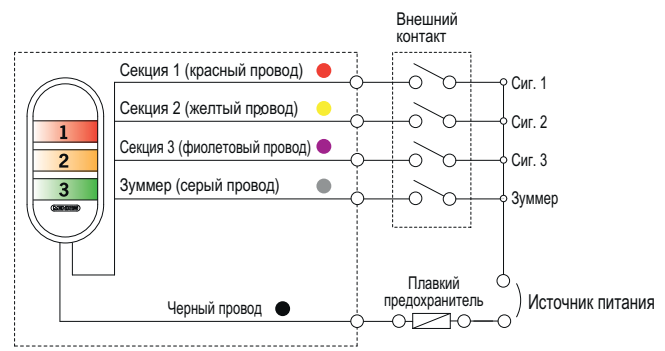 Внешний
контакт
Секция 1 (красный провод)
Сиг. 1
Секция 2 (желтый провод)
Сиг. 2
Секция 3 (фиолетовый провод)
Сиг. 3
Зуммер (серый провод)
Зуммер
1
2
3
Плавкий
предохранитель
Черный провод
Источник питания